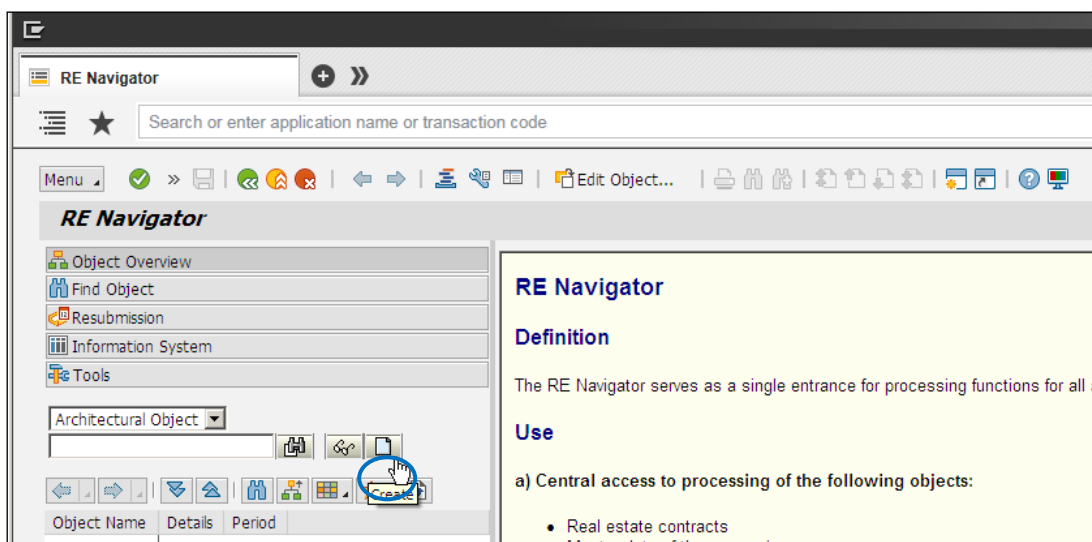 RE Navigator
Search or enter application name or transaction code
Menu
Edit Object...
RE Navigator
Object Overview
Find Object
Resubmission
Information System
Tools
Architectural Object
Create
Object Name Details Period
RE Navigator
Definition
The RE Navigator serves as a single entrance for processing functions for all
Use
a) Central access to processing of the following objects:
• Real estate contracts